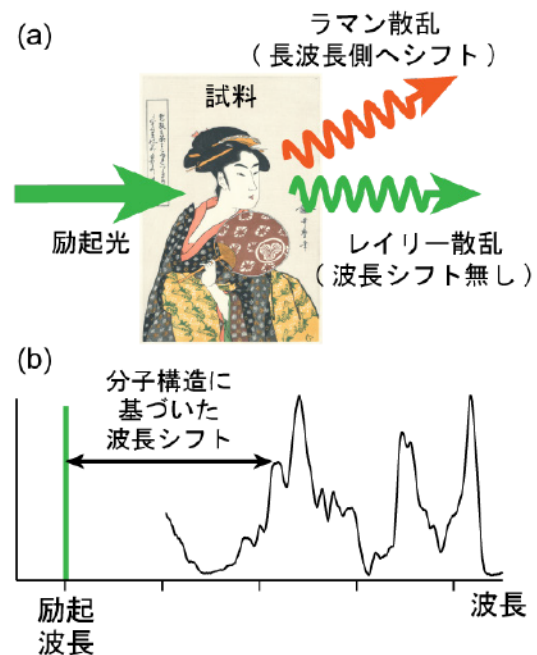 (a)
ラマン散乱
（長波長側へシフト）
試料
励起光
レイリー散乱
（波長シフト無し）
(b)
分子構造に
基づいた
波長シフト
励起
波長
波長